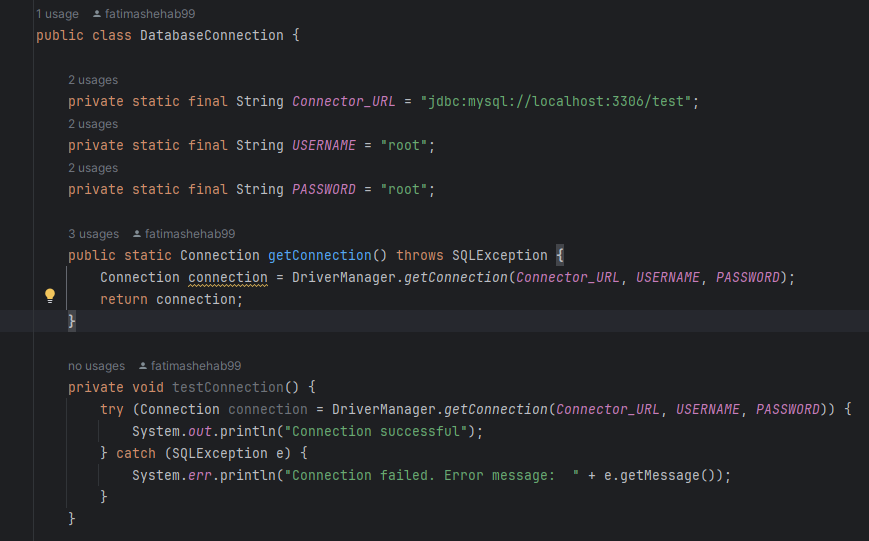 1 usage fatimashehab99
public class DatabaseConnection {
2 usages
private static final String Connector_URL = "jdbc:mysql://localhost:3306/test";
2 usages
private static final String USERNAME = "root";
2 usages
private static final String PASSWORD = "root";
3 usages fatimashehab99
public static Connection getConnection() throws SQLException {
Connection connection = DriverManager.getConnection(Connector_URL, USERNAME, PASSWORD);
return connection;
}
no usages fatimashehab99
private void testConnection() {
try (Connection connection = DriverManager.getConnection(Connector_URL, USERNAME, PASSWORD)) {
System.out.println("Connection successful");
} catch (SQLException e) {
System.err.println("Connection failed. Error message:  " + e.getMessage());
}
}